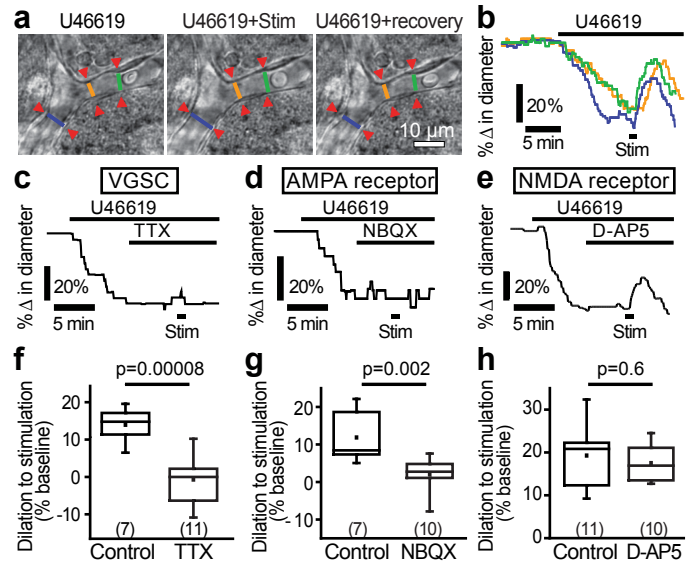 a
U46619
U46619+Stim
U46619+recovery
10 µm
b
U46619
% Δ in diameter
20%
5 min
Stim
c
VGSC
U46619
TTX
% Δ in diameter
20%
5 min
Stim
d
AMPA receptor
U46619
NBQX
% Δ in diameter
20%
5 min
Stim
e
NMDA receptor
U46619
D-AP5
% Δ in diameter
20%
5 min
Stim
f
p=0.00008
Dilation to stimulation
(% baseline)
20
10
0
-10
(7)
(11)
Control
TTX
g
p=0.002
Dilation to stimulation
(% baseline)
20
10
0
-10
(7)
(10)
Control
NBQX
h
p=0.6
Dilation to stimulation
(% baseline)
30
20
10
0
(11)
(10)
Control
D-AP5